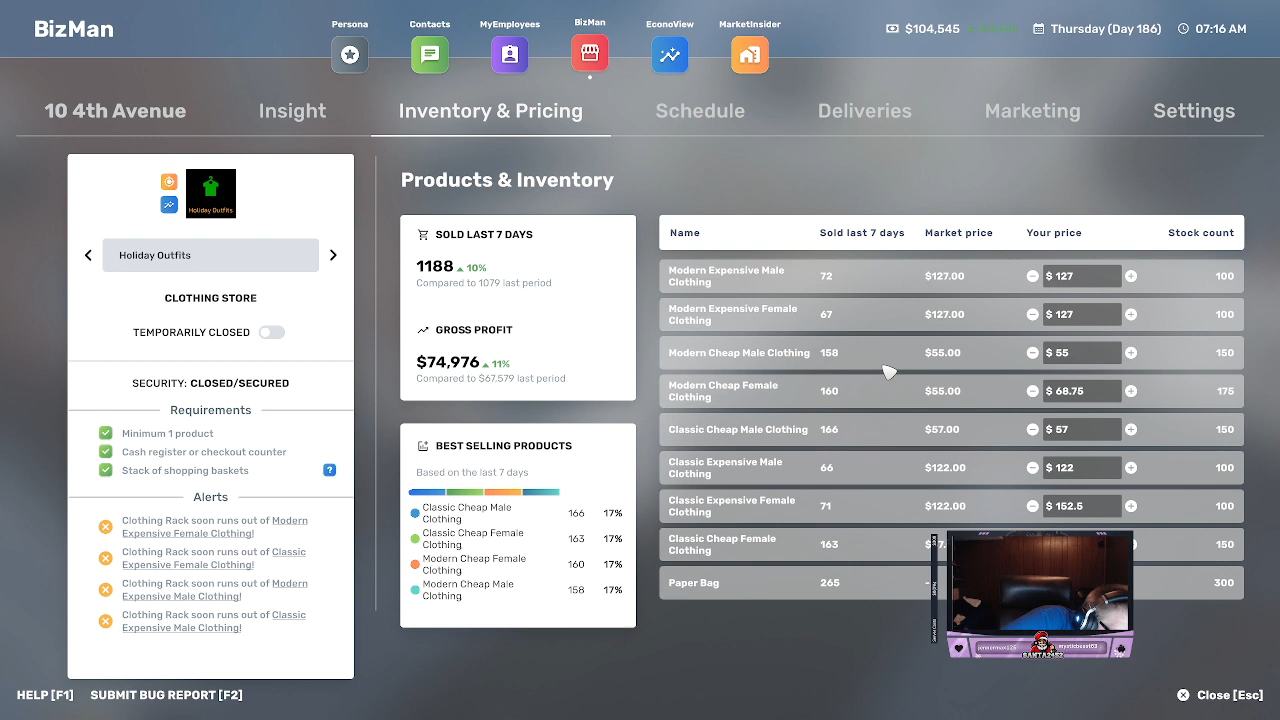 BizMan
Persona
Contacts
MyEmployees
BizMan
EconoView
MarketInsider
$104,545
Thursday (Day 186)
07:16 AM
10 4th Avenue
Insight
Inventory & Pricing
Schedule
Deliveries
Marketing
Settings
Holiday Outfits
Holiday Outfits
CLOTHING STORE
TEMPORARILY CLOSED
SECURITY: CLOSED/SECURED
Requirements
Minimum 1 product
Cash register or checkout counter
Stack of shopping baskets
?
Alerts
Clothing Rack soon runs out of Modern
Expensive Female Clothing!
Clothing Rack soon runs out of Classic
Expensive Female Clothing!
Clothing Rack soon runs out of Modern
Expensive Male Clothing!
Clothing Rack soon runs out of Classic
Expensive Male Clothing!
Products & Inventory
SOLD LAST 7 DAYS
1188 10%
Compared to 1079 last period
GROSS PROFIT
$74,976 11%
Compared to $67,579 last period
BEST SELLING PRODUCTS
Based on the last 7 days
Classic Cheap Male
Clothing 166 17%
Classic Cheap Female
Clothing 163 17%
Modern Cheap Female
Clothing 160 17%
Modern Cheap Male
Clothing 158 17%
Name Sold last 7 days Market price Your price Stock count
Modern Expensive Male
Clothing 72 $127.00 $ 127 100
Modern Expensive Female
Clothing 67 $127.00 $ 127 100
Modern Cheap Male Clothing 158 $55.00 $ 55 150
Modern Cheap Female
Clothing 160 $55.00 $ 68.75 175
Classic Cheap Male Clothing 166 $57.00 $ 57 150
Classic Expensive Male
Clothing 66 $122.00 $ 122 100
Classic Expensive Female
Clothing 71 $122.00 $ 152.5 100
Classic Cheap Female
Clothing 163 150
Paper Bag 265 - 300
SANTA2452
HELP [F1]
SUBMIT BUG REPORT [F2]
Close [Esc]